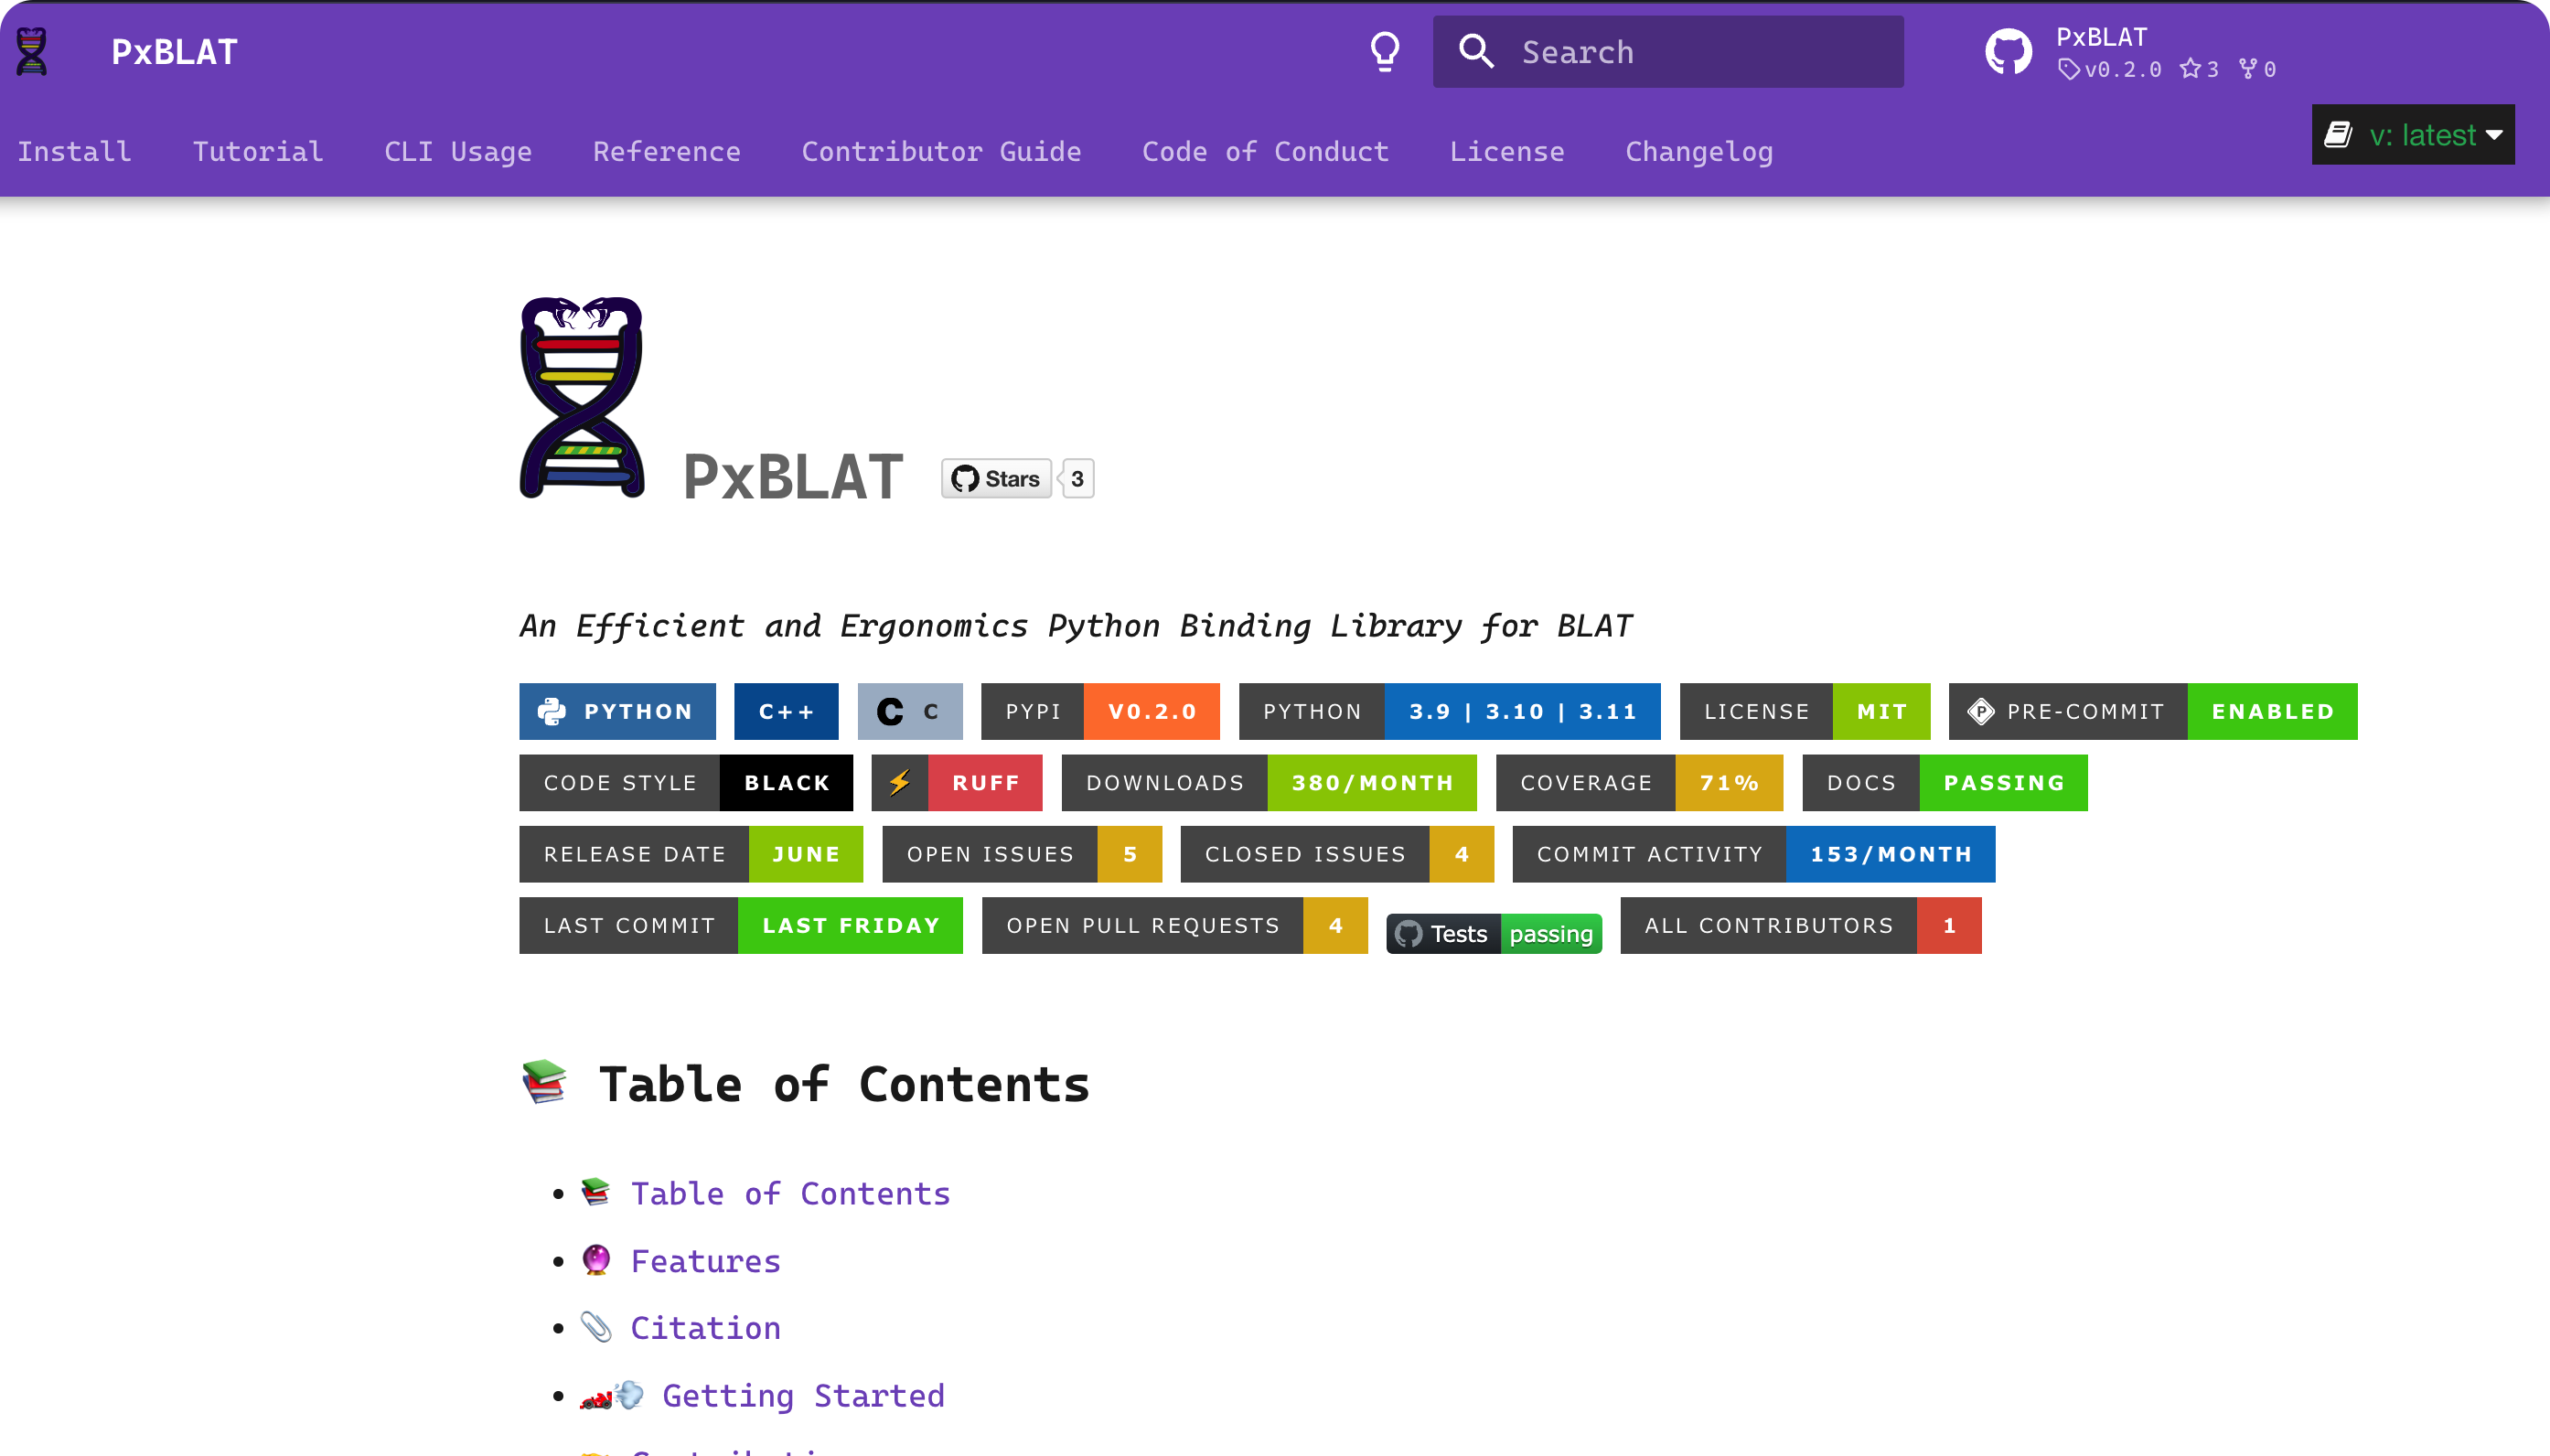 PxBLAT
Search
PxBLAT
v0.2.0 3 0
Install Tutorial CLI Usage Reference Contributor Guide Code of Conduct License Changelog
v: latest
PxBLAT Stars 3
An Efficient and Ergonomics Python Binding Library for BLAT
PYTHON C++ C C PYPI V0.2.0 PYTHON 3.9 | 3.10 | 3.11 LICENSE MIT P PRE-COMMIT ENABLED
CODE STYLE BLACK RUFF DOWNLOADS 380/MONTH COVERAGE 71% DOCS PASSING
RELEASE DATE JUNE OPEN ISSUES 5 CLOSED ISSUES 4 COMMIT ACTIVITY 153/MONTH
LAST COMMIT LAST FRIDAY OPEN PULL REQUESTS 4 Tests passing ALL CONTRIBUTORS 1
Table of Contents
Table of Contents
Features
Citation
Getting Started